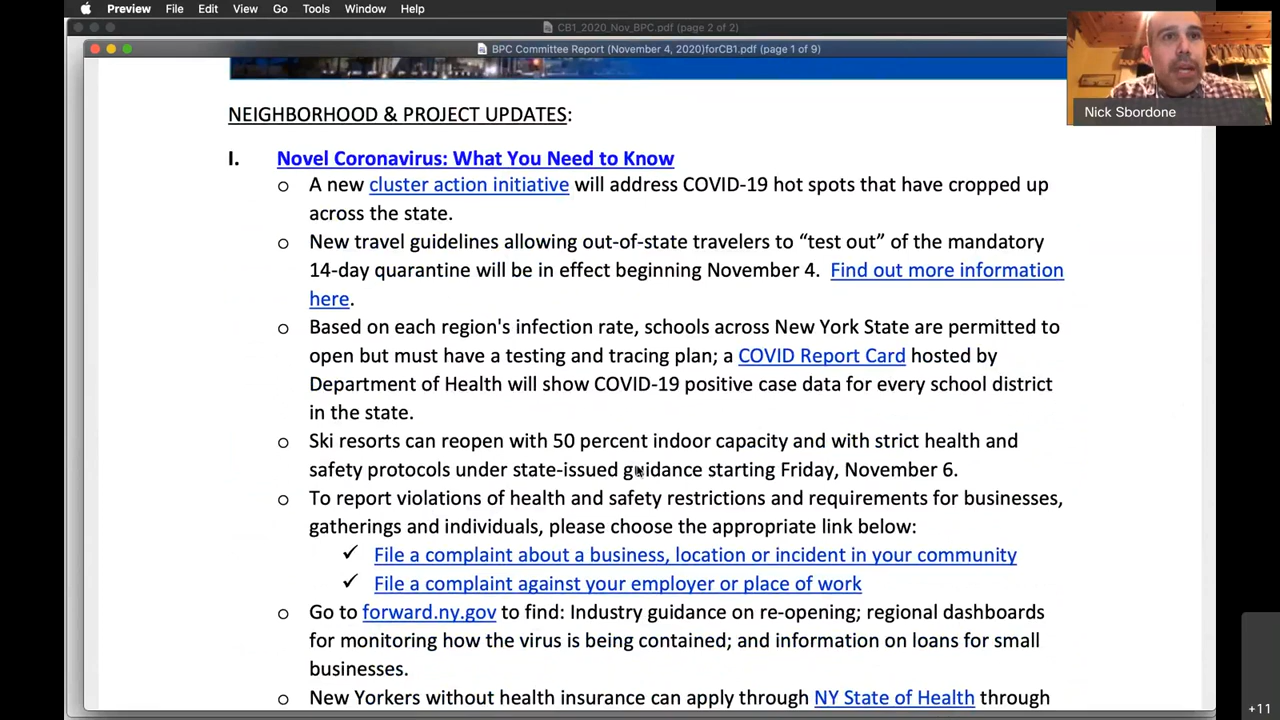 Preview File Edit View Go Tools Window Help
CB1_2020_Nov_BPC.pdf (page 2 of 2)
BPC Committee Report (November 4, 2020)forCB1.pdf (page 1 of 9)
Nick Sbordone
NEIGHBORHOOD & PROJECT UPDATES:
I. Novel Coronavirus: What You Need to Know
o A new cluster action initiative will address COVID-19 hot spots that have cropped up
across the state.
o New travel guidelines allowing out-of-state travelers to “test out” of the mandatory
14-day quarantine will be in effect beginning November 4. Find out more information
here.
o Based on each region's infection rate, schools across New York State are permitted to
open but must have a testing and tracing plan; a COVID Report Card hosted by
Department of Health will show COVID-19 positive case data for every school district
in the state.
o Ski resorts can reopen with 50 percent indoor capacity and with strict health and
safety protocols under state-issued guidance starting Friday, November 6.
o To report violations of health and safety restrictions and requirements for businesses,
gatherings and individuals, please choose the appropriate link below:
✓ File a complaint about a business, location or incident in your community
✓ File a complaint against your employer or place of work
o Go to forward.ny.gov to find: Industry guidance on re-opening; regional dashboards
for monitoring how the virus is being contained; and information on loans for small
businesses.
o New Yorkers without health insurance can apply through NY State of Health through
+11